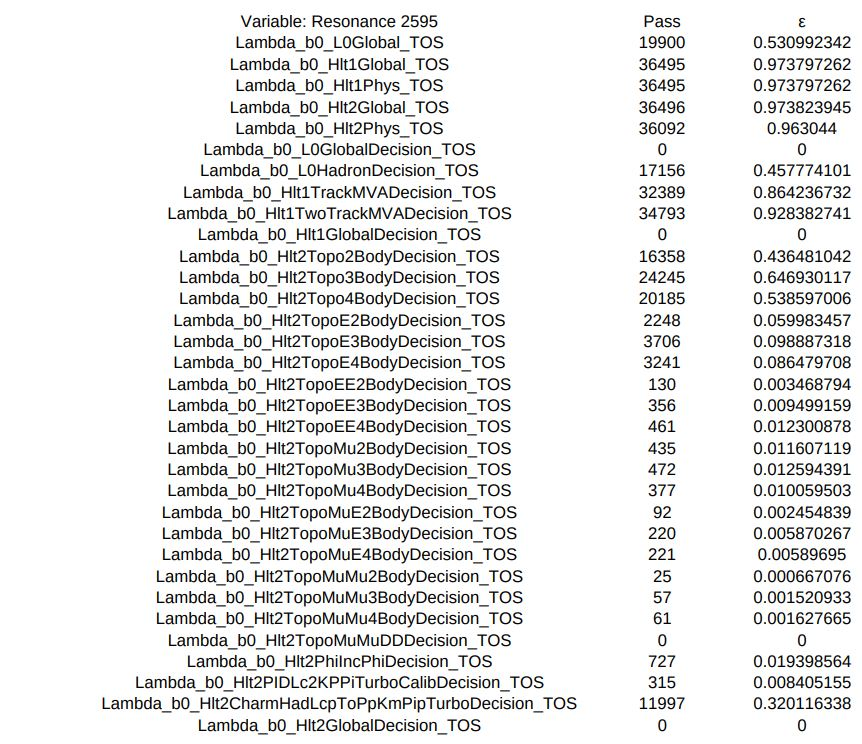 Variable: Resonance 2595 Pass ε
Lambda_b0_L0Global_TOS 19900 0.530992342
Lambda_b0_Hlt1Global_TOS 36495 0.973797262
Lambda_b0_Hlt1Phys_TOS 36495 0.973797262
Lambda_b0_Hlt2Global_TOS 36496 0.973823945
Lambda_b0_Hlt2Phys_TOS 36092 0.963044
Lambda_b0_L0GlobalDecision_TOS 0 0
Lambda_b0_L0HadronDecision_TOS 17156 0.457774101
Lambda_b0_Hlt1TrackMVADecision_TOS 32389 0.864236732
Lambda_b0_Hlt1TwoTrackMVADecision_TOS 34793 0.928382741
Lambda_b0_Hlt1GlobalDecision_TOS 0 0
Lambda_b0_Hlt2Topo2BodyDecision_TOS 16358 0.436481042
Lambda_b0_Hlt2Topo3BodyDecision_TOS 24245 0.646930117
Lambda_b0_Hlt2Topo4BodyDecision_TOS 20185 0.538597006
Lambda_b0_Hlt2TopoE2BodyDecision_TOS 2248 0.059983457
Lambda_b0_Hlt2TopoE3BodyDecision_TOS 3706 0.098887318
Lambda_b0_Hlt2TopoE4BodyDecision_TOS 3241 0.086479708
Lambda_b0_Hlt2TopoEE2BodyDecision_TOS 130 0.003468794
Lambda_b0_Hlt2TopoEE3BodyDecision_TOS 356 0.009499159
Lambda_b0_Hlt2TopoEE4BodyDecision_TOS 461 0.012300878
Lambda_b0_Hlt2TopoMu2BodyDecision_TOS 435 0.011607119
Lambda_b0_Hlt2TopoMu3BodyDecision_TOS 472 0.012594391
Lambda_b0_Hlt2TopoMu4BodyDecision_TOS 377 0.010059503
Lambda_b0_Hlt2TopoMuE2BodyDecision_TOS 92 0.002454839
Lambda_b0_Hlt2TopoMuE3BodyDecision_TOS 220 0.005870267
Lambda_b0_Hlt2TopoMuE4BodyDecision_TOS 221 0.00589695
Lambda_b0_Hlt2TopoMuMu2BodyDecision_TOS 25 0.000667076
Lambda_b0_Hlt2TopoMuMu3BodyDecision_TOS 57 0.001520933
Lambda_b0_Hlt2TopoMuMu4BodyDecision_TOS 61 0.001627665
Lambda_b0_Hlt2TopoMuMuDDDecision_TOS 0 0
Lambda_b0_Hlt2PhiIncPhiDecision_TOS 727 0.019398564
Lambda_b0_Hlt2PIDLc2KPPiTurboCalibDecision_TOS 315 0.008405155
Lambda_b0_Hlt2CharmHadLcpToPpKmPipTurboDecision_TOS 11997 0.320116338
Lambda_b0_Hlt2GlobalDecision_TOS 0 0